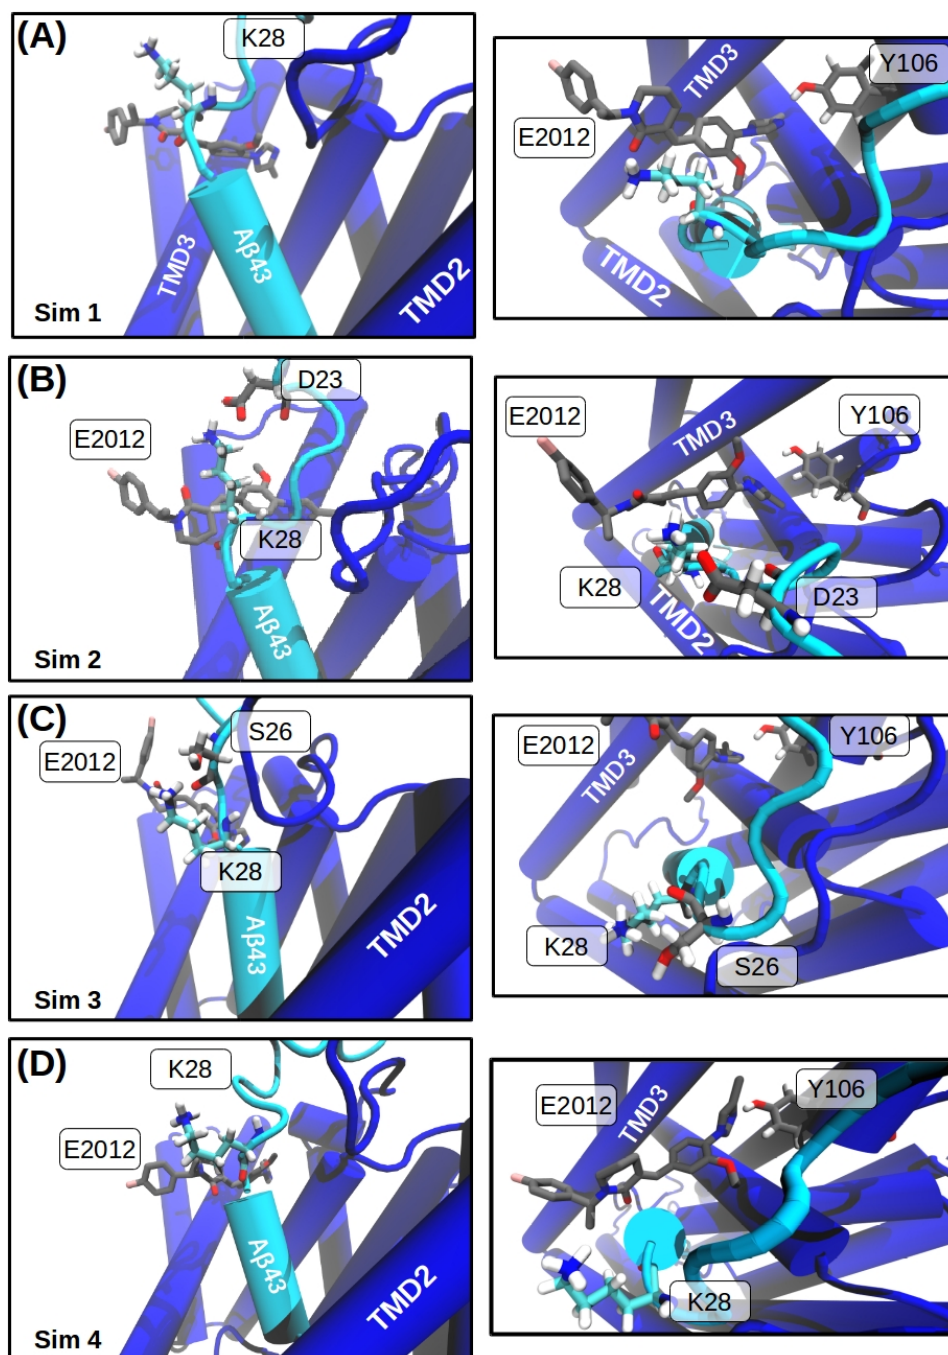 (A)
K28
TMD3
Aβ43
TMD2
Sim 1
Y106
TMD3
E2012
TMD2
(B)
D23
E2012
K28
Aβ43
Sim 2
E2012
Y106
TMD3
K28
D23
TMD2
(C)
S26
E2012
K28
Aβ43
TMD2
Sim 3
E2012
Y106
TMD3
K28
S26
(D)
K28
E2012
Aβ43
TMD2
Sim 4
Y106
E2012
TMD3
K28